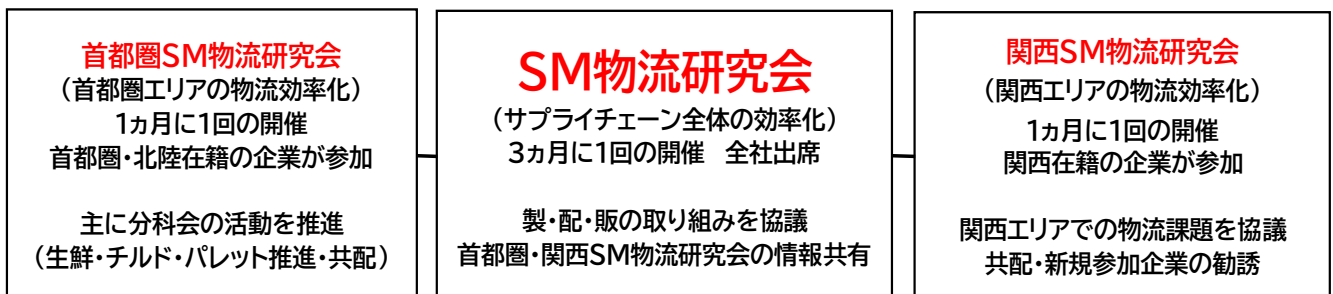 首都圏SM物流研究会
（首都圏エリアの物流効率化）
1ヵ月に1回の開催
首都圏・北陸在籍の企業が参加
主に分科会の活動を推進
（生鮮・チルド・パレット推進・共配）
SM物流研究会
（サプライチェーン全体の効率化）
3ヵ月に1回の開催　全社出席
製・配・販の取り組みを協議
首都圏・関西SM物流研究会の情報共有
関西SM物流研究会
（関西エリアの物流効率化）
1ヵ月に1回の開催
関西在籍の企業が参加
関西エリアでの物流課題を協議
共配・新規参加企業の勧誘